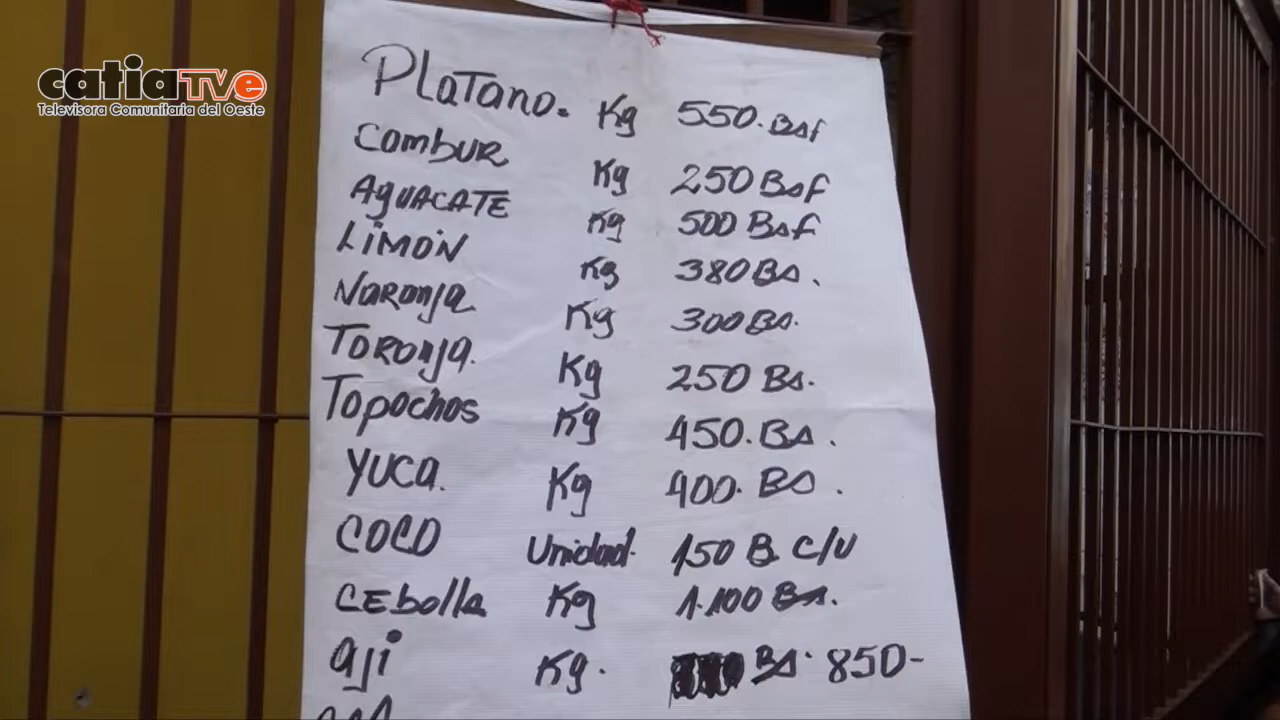 catiaTVe
Televisora Comunitaria del Oeste
PLATANO. Kg 550. Bsf
CambuR Kg 250 Bsf
AgUACATE Kg 500 Bsf
LiMON Kg 380 Bs.
NaRanja Kg 300 Bs.
ToRonja. Kg 250 Bs.
Topochos Kg 450. Bs.
YUCA. Kg 400. Bs.
COCO Unidad. 150 B. C/U
CEbolla Kg 1.100 Bs.
aji Kg. Bs. 850-